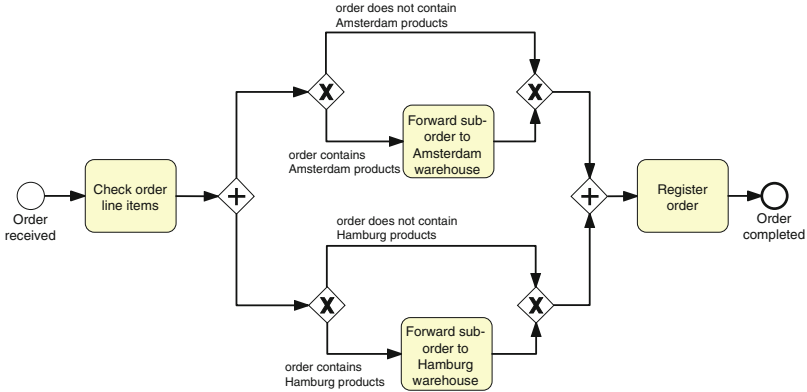 order does not contain
Amsterdam products
Forward sub-
order to
Amsterdam
warehouse
order contains
Amsterdam products
Check order
line items
Register
order
Order
received
Order
completed
order does not contain
Hamburg products
Forward sub-
order to
Hamburg
warehouse
order contains
Hamburg products